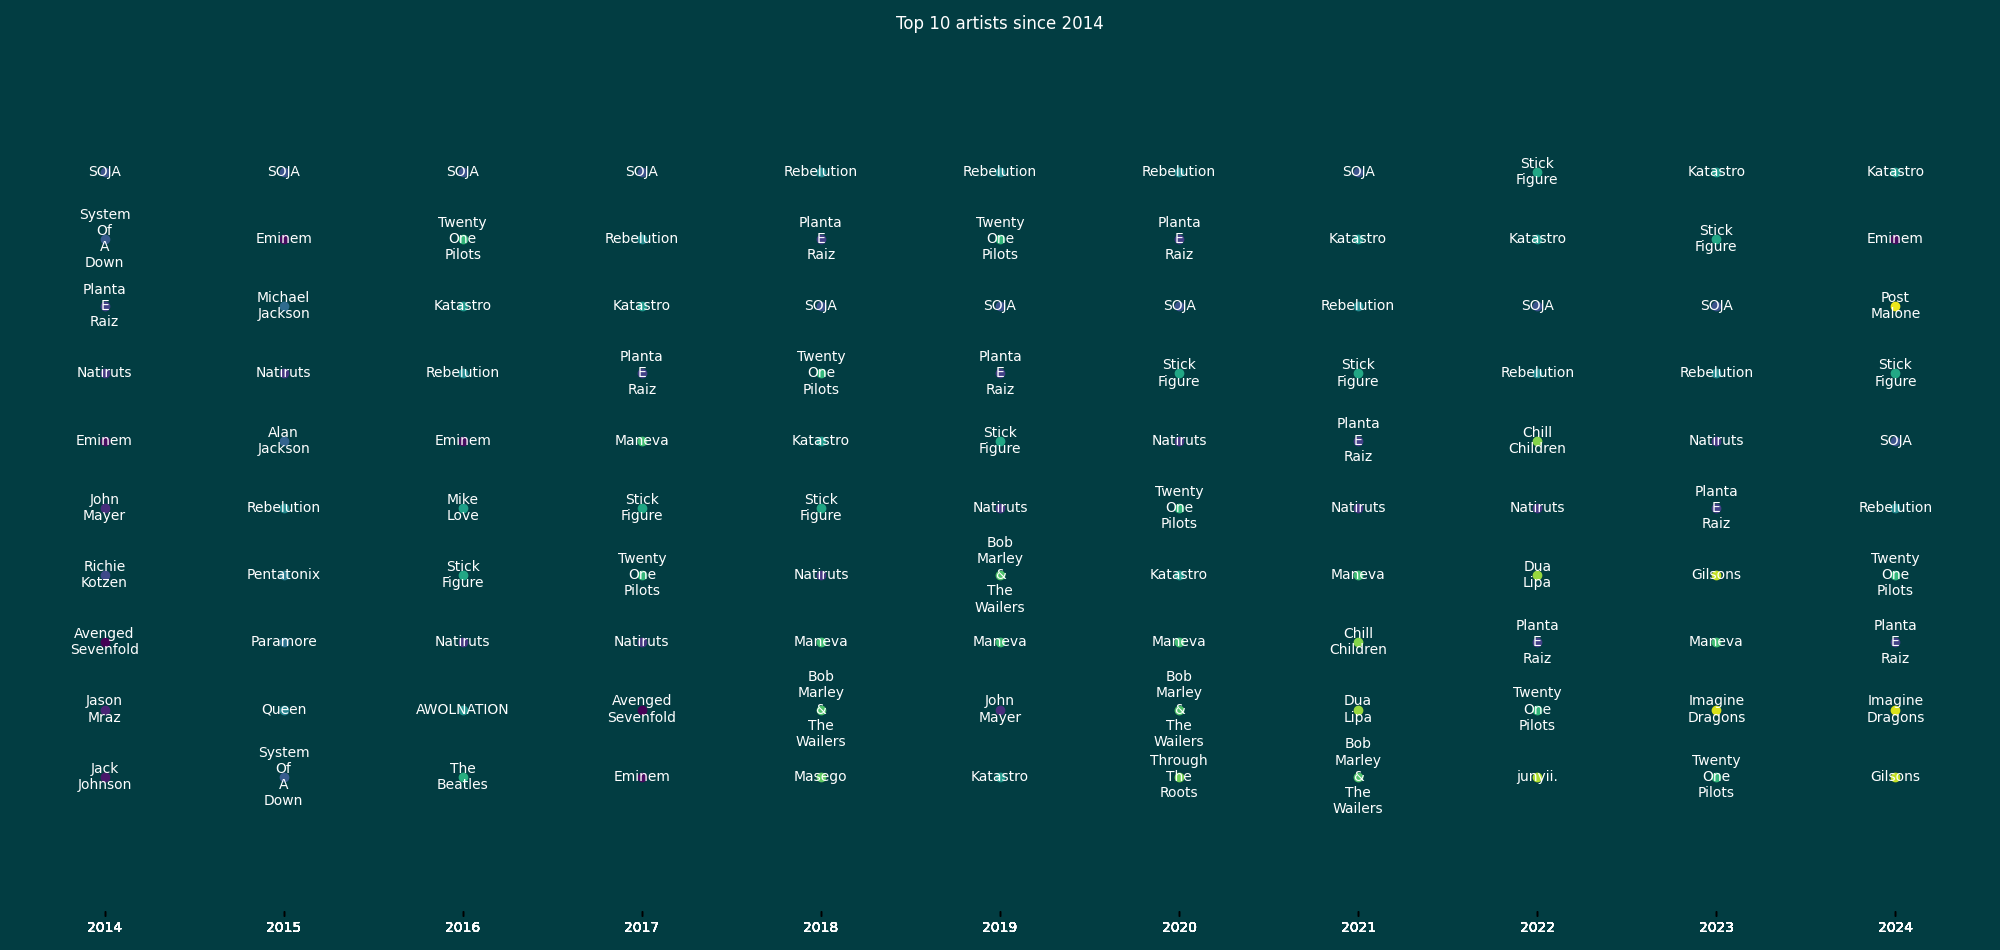 Top 10 artists since 2014
SOJA
SOJA
SOJA
SOJA
Rebelution
Rebelution
Rebelution
SOJA
Stick
Figure
Katastro
Katastro
System
Of
A
Down
Eminem
Twenty
One
Pilots
Rebelution
Planta
E
Raiz
Twenty
One
Pilots
Planta
E
Raiz
Katastro
Katastro
Stick
Figure
Eminem
Planta
E
Raiz
Michael
Jackson
Katastro
Katastro
SOJA
SOJA
SOJA
Rebelution
SOJA
SOJA
Post
Malone
Natiruts
Natiruts
Rebelution
Planta
E
Raiz
Twenty
One
Pilots
Planta
E
Raiz
Stick
Figure
Stick
Figure
Rebelution
Rebelution
Stick
Figure
Eminem
Alan
Jackson
Eminem
Maneva
Katastro
Stick
Figure
Natiruts
Planta
E
Raiz
Chill
Children
Natiruts
SOJA
John
Mayer
Rebelution
Mike
Love
Stick
Figure
Stick
Figure
Natiruts
Twenty
One
Pilots
Natiruts
Natiruts
Planta
E
Raiz
Rebelution
Richie
Kotzen
Pentatonix
Stick
Figure
Twenty
One
Pilots
Natiruts
Bob
Marley
&
The
Wailers
Katastro
Maneva
Dua
Lipa
Gilsons
Twenty
One
Pilots
Avenged
Sevenfold
Paramore
Natiruts
Natiruts
Maneva
Maneva
Maneva
Chill
Children
Planta
E
Raiz
Maneva
Planta
E
Raiz
Jason
Mraz
Queen
AWOLNATION
Avenged
Sevenfold
Bob
Marley
&
The
Wailers
John
Mayer
Bob
Marley
&
The
Wailers
Dua
Lipa
Twenty
One
Pilots
Imagine
Dragons
Imagine
Dragons
Jack
Johnson
System
Of
A
Down
The
Beatles
Eminem
Masego
Katastro
Through
The
Roots
Bob
Marley
&
The
Wailers
junyii.
Twenty
One
Pilots
Gilsons
2014
2015
2016
2017
2018
2019
2020
2021
2022
2023
2024